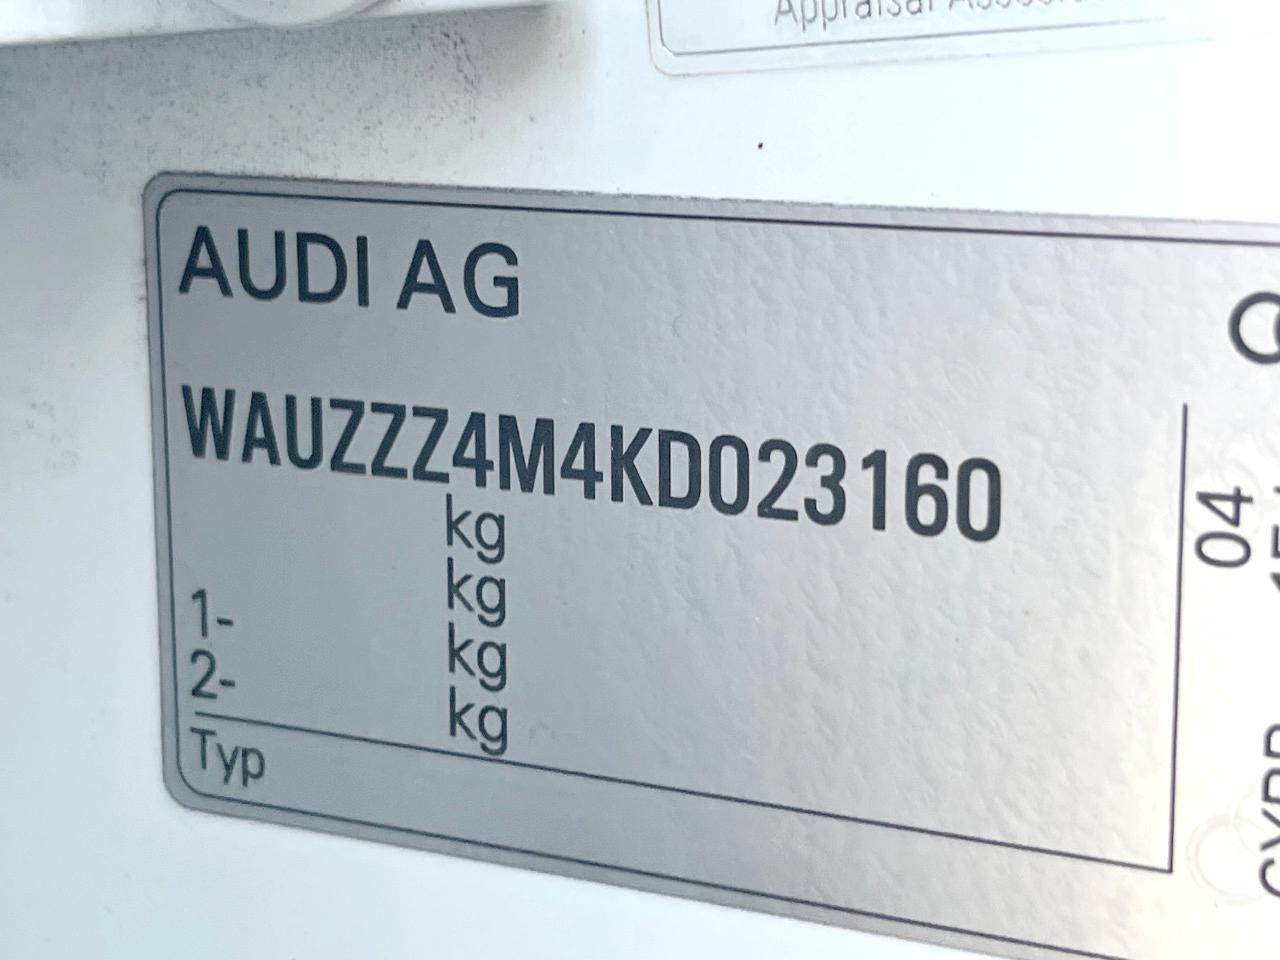 Appraisal
AUDI AG
WAUZZZ4M4KD023160
kg
kg
1-
kg
2-
kg
Typ
04